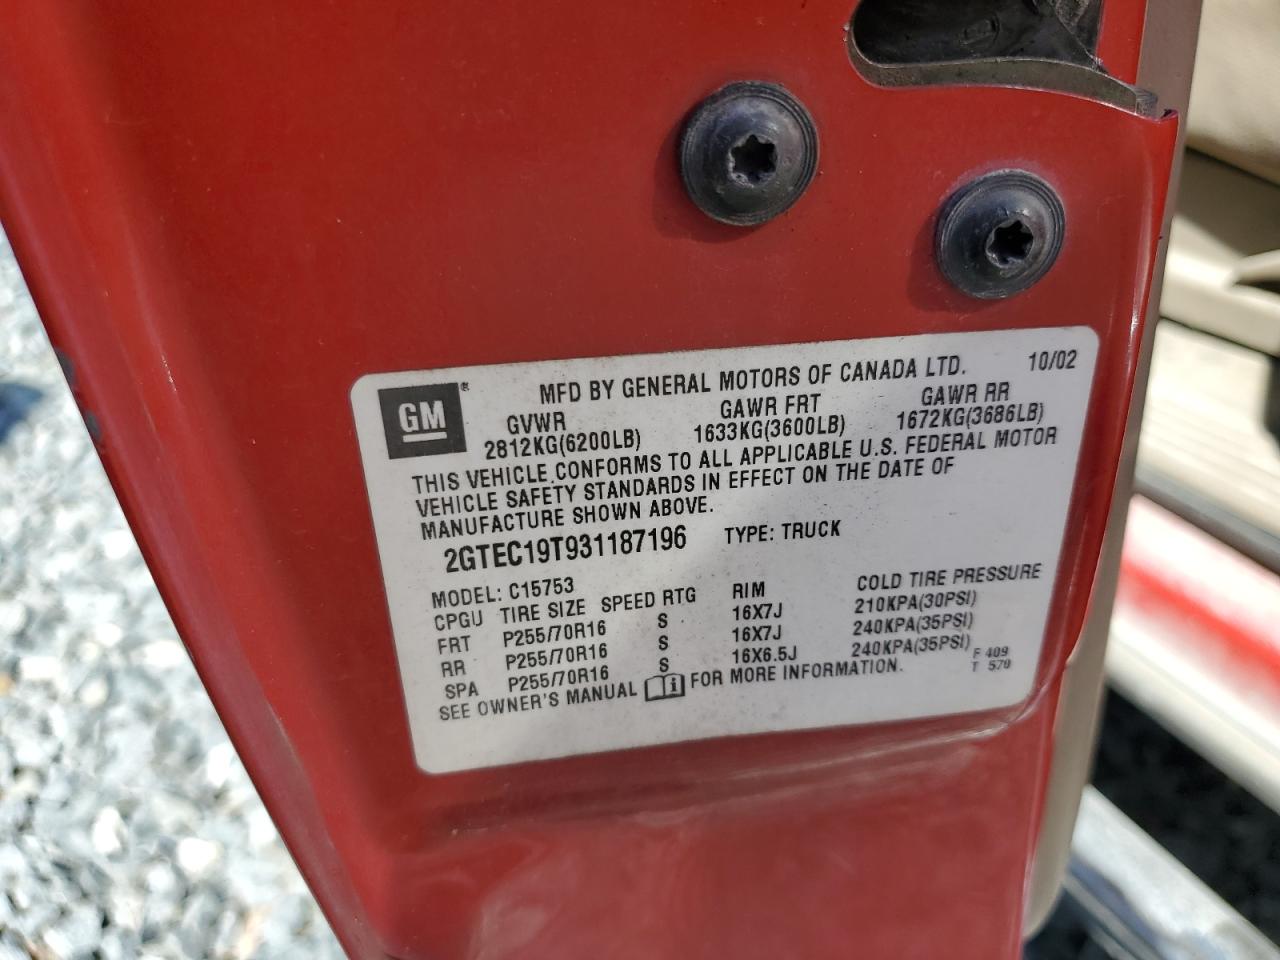 GM ® MFD BY GENERAL MOTORS OF CANADA LTD. 10/02
GVWR GAWR FRT GAWR RR
2812KG(6200LB) 1633KG(3600LB) 1672KG(3686LB)
THIS VEHICLE CONFORMS TO ALL APPLICABLE U.S. FEDERAL MOTOR
VEHICLE SAFETY STANDARDS IN EFFECT ON THE DATE OF
MANUFACTURE SHOWN ABOVE.
2GTEC19T931187196 TYPE: TRUCK
MODEL: C15753
CPGU TIRE SIZE SPEED RTG RIM COLD TIRE PRESSURE
FRT P255/70R16 S 16X7J 210KPA(30PSI)
RR P255/70R16 S 16X7J 240KPA(35PSI)
SPA P255/70R16 S 16X6.5J 240KPA(35PSI)
SEE OWNER'S MANUAL i FOR MORE INFORMATION.
F 409
T 570